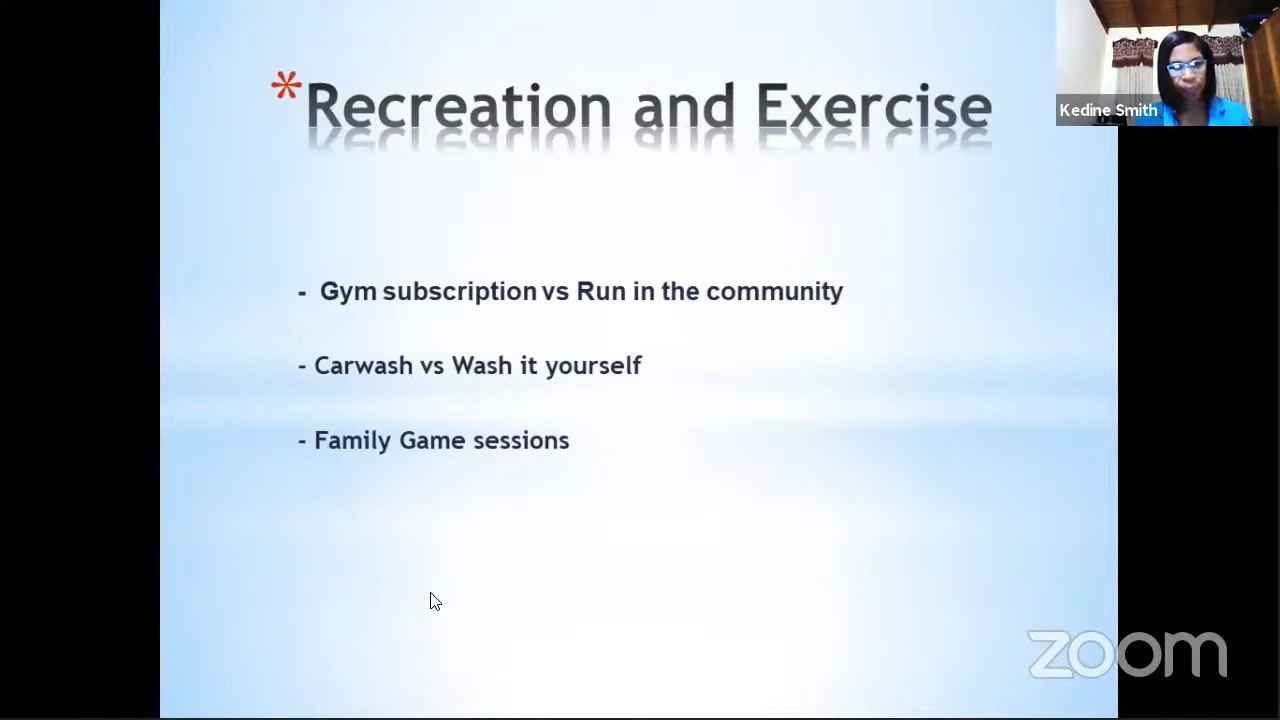 * Recreation and Exercise
Kedine Smith
- Gym subscription vs Run in the community
- Carwash vs Wash it yourself
- Family Game sessions
zoom